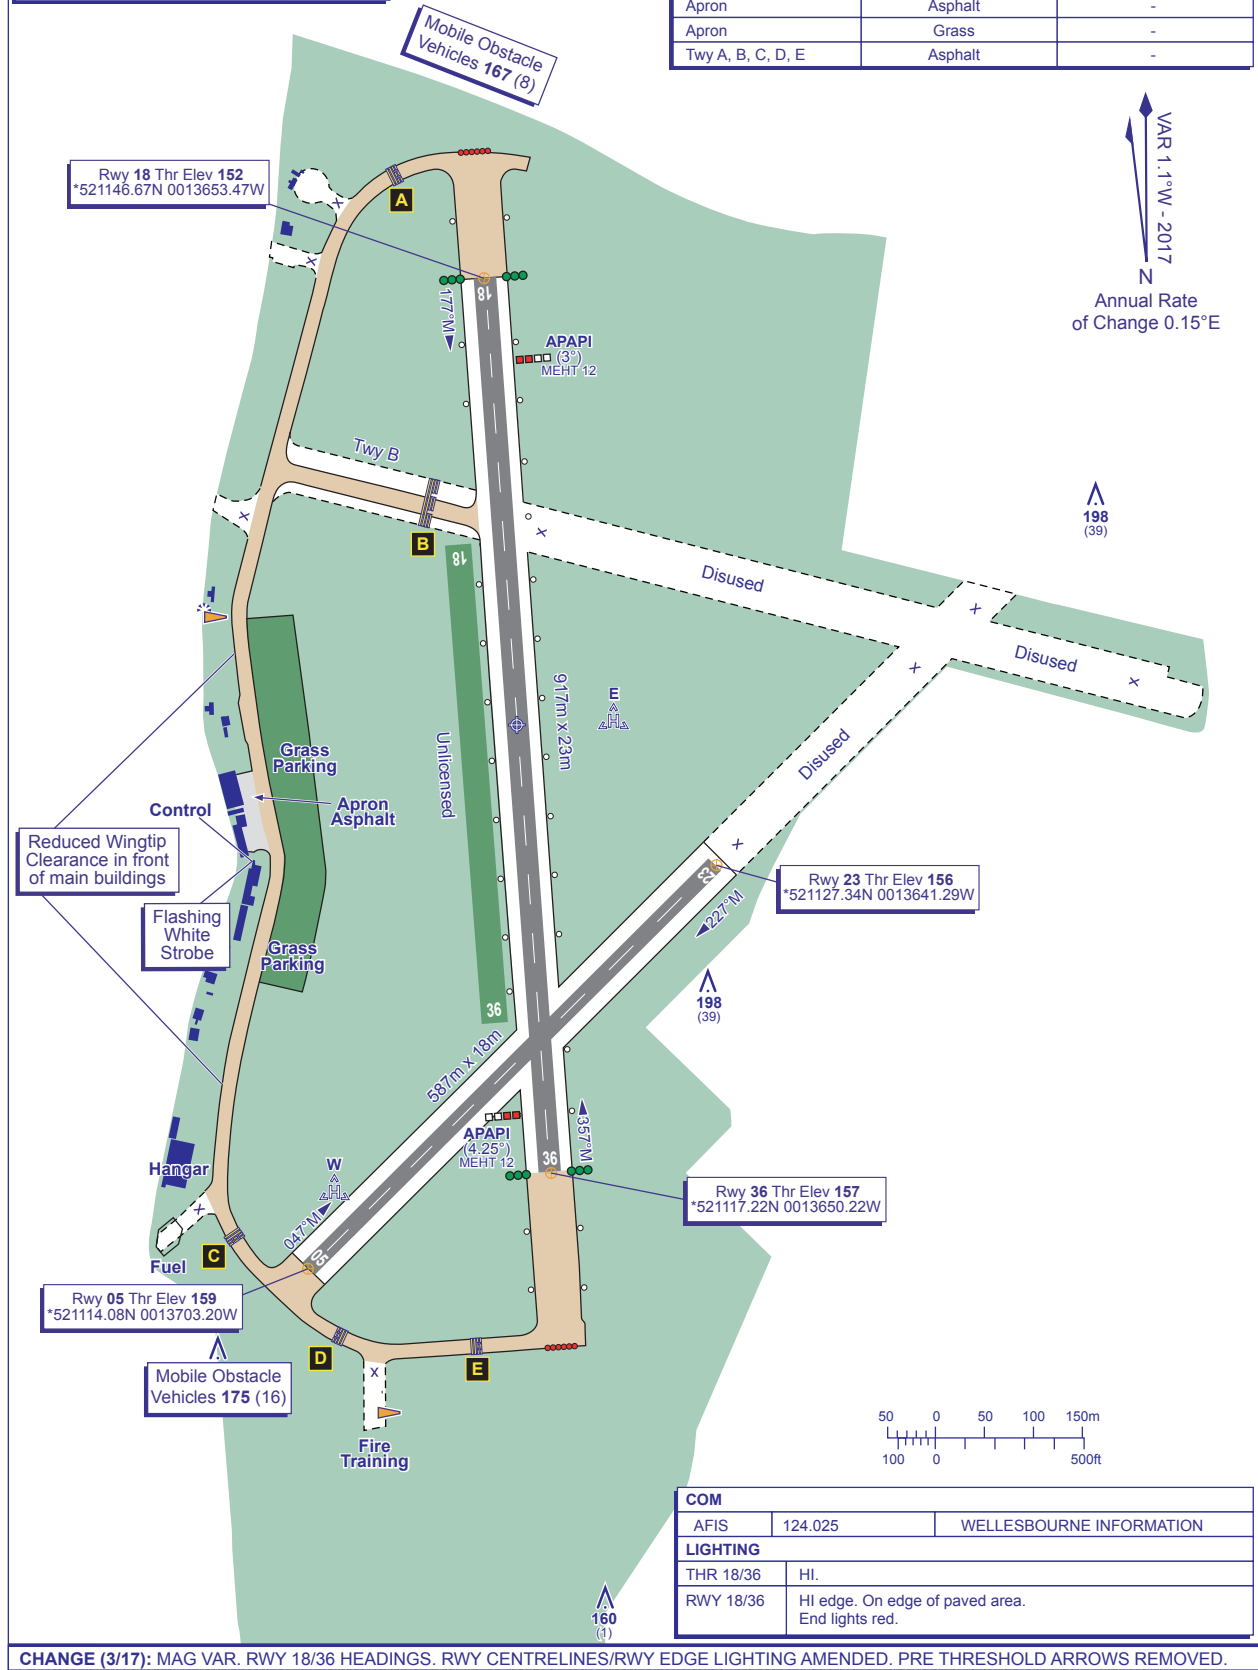 Apron Asphalt -
Apron Grass -
Twy A, B, C, D, E Asphalt -
Mobile Obstacle
Vehicles 167 (8)
VAR 1.1°W - 2017
N
Annual Rate
of Change 0.15°E
Rwy 18 Thr Elev 152
*521146.67N 0013653.47W
A
18
177°M
APAPI
(3°)
MEHT 12
Twy B
B
18
198
(39)
Disused
Disused
Disused
E
H
917m x 23m
Unlicensed
Grass
Parking
Apron
Asphalt
Control
Reduced Wingtip
Clearance in front
of main buildings
Flashing
White
Strobe
Grass
Parking
23
Rwy 23 Thr Elev 156
*521127.34N 0013641.29W
227°M
198
(39)
36
587m x 18m
APAPI
(4.25°)
MEHT 12
357°M
36
Hangar
W
H
047°M
Rwy 36 Thr Elev 157
*521117.22N 0013650.22W
C
Fuel
05
Rwy 05 Thr Elev 159
*521114.08N 0013703.20W
D
E
Mobile Obstacle
Vehicles 175 (16)
Fire
Training
50 0 50 100 150m
100 0 500ft
COM
AFIS 124.025 WELLESBOURNE INFORMATION
LIGHTING
THR 18/36 HI.
RWY 18/36 HI edge. On edge of paved area.
End lights red.
160
(1)
CHANGE (3/17): MAG VAR. RWY 18/36 HEADINGS. RWY CENTRELINES/RWY EDGE LIGHTING AMENDED. PRE THRESHOLD ARROWS REMOVED.